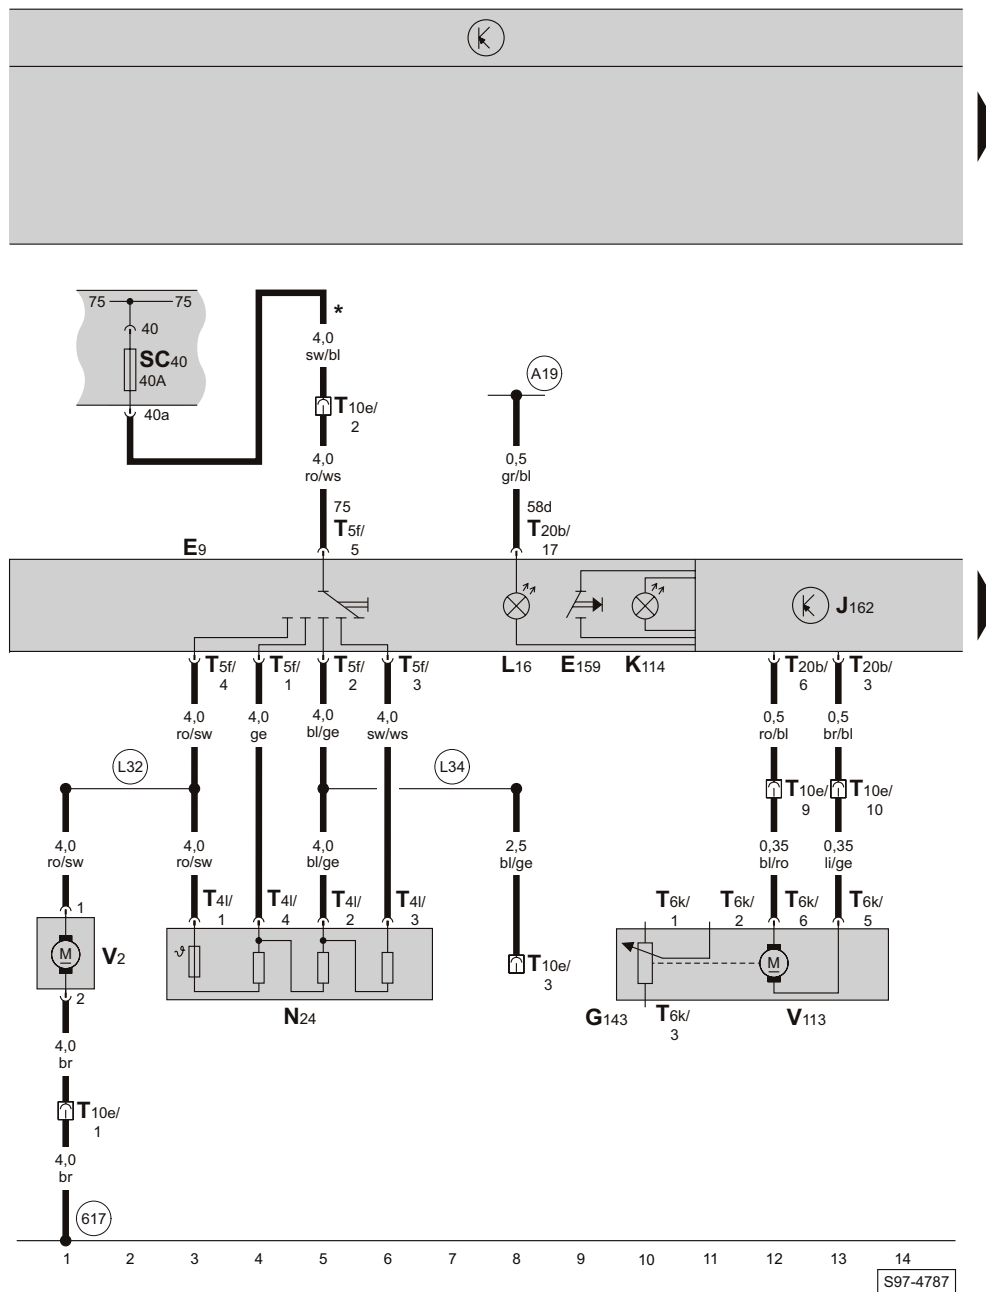 75 75
40
SC40
40A
40a
*
4,0
sw/bl
T10e/
2
4,0
ro/ws
75
T5f/
5
A19
0,5
gr/bl
58d
T20b/
17
E9
J162
T5f/
4
T5f/
1
T5f/
2
T5f/
3
L16
E159
K114
T20b/
6
T20b/
3
4,0
ro/sw
4,0
ge
4,0
bl/ge
4,0
sw/ws
0,5
ro/bl
0,5
br/bl
L32
L34
T10e/
9
T10e/
10
4,0
ro/sw
4,0
ro/sw
4,0
bl/ge
2,5
bl/ge
0,35
bl/ro
0,35
li/ge
T4l/
1
T4l/
4
T4l/
2
T4l/
3
T6k/
1
T6k/
2
T6k/
6
T6k/
5
1
M
V2
2
ϑ
N24
T10e/
3
M
G143
T6k/
3
V113
4,0
br
T10e/
1
4,0
br
617
1 2 3 4 5 6 7 8 9 10 11 12 13 14
S97-4787